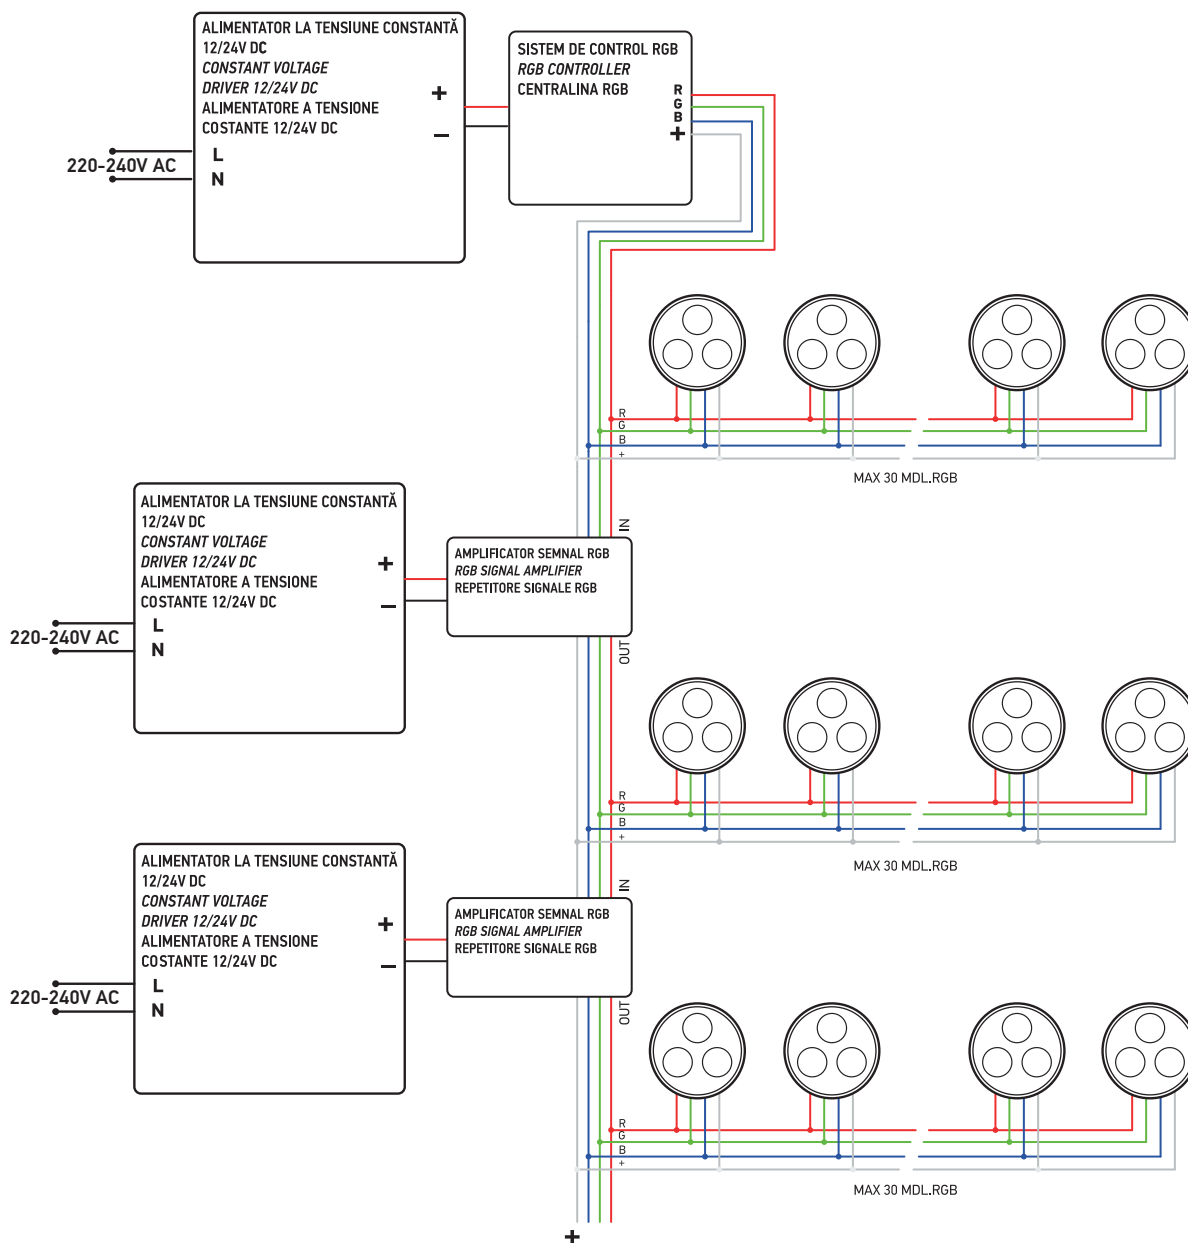 ALIMENTATOR LA TENSIUNE CONSTANTĂ
12/24V DC
CONSTANT VOLTAGE
DRIVER 12/24V DC
ALIMENTATORE A TENSIONE
COSTANTE 12/24V DC
+
−
220-240V AC
L
N
SISTEM DE CONTROL RGB
RGB CONTROLLER
CENTRALINA RGB
R
G
B
+
R
G
B
+
MAX 30 MDL.RGB
ALIMENTATOR LA TENSIUNE CONSTANTĂ
12/24V DC
CONSTANT VOLTAGE
DRIVER 12/24V DC
ALIMENTATORE A TENSIONE
COSTANTE 12/24V DC
+
−
220-240V AC
L
N
IN
AMPLIFICATOR SEMNAL RGB
RGB SIGNAL AMPLIFIER
REPETITORE SIGNALE RGB
OUT
R
G
B
+
MAX 30 MDL.RGB
ALIMENTATOR LA TENSIUNE CONSTANTĂ
12/24V DC
CONSTANT VOLTAGE
DRIVER 12/24V DC
ALIMENTATORE A TENSIONE
COSTANTE 12/24V DC
+
−
220-240V AC
L
N
IN
AMPLIFICATOR SEMNAL RGB
RGB SIGNAL AMPLIFIER
REPETITORE SIGNALE RGB
OUT
R
G
B
+
MAX 30 MDL.RGB
+